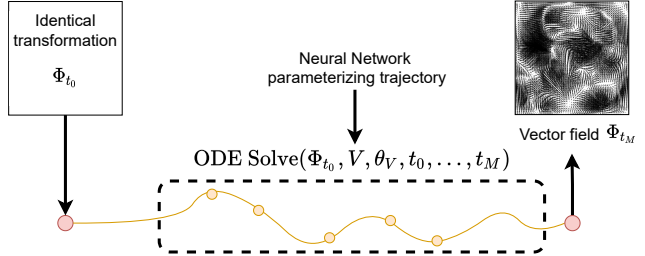 Identical
transformation
Φ_{t_0}
Neural Network
parameterizing trajectory
ODE Solve(Φ_{t_0}, V, θ_V, t_0, …, t_M)
Vector field Φ_{t_M}